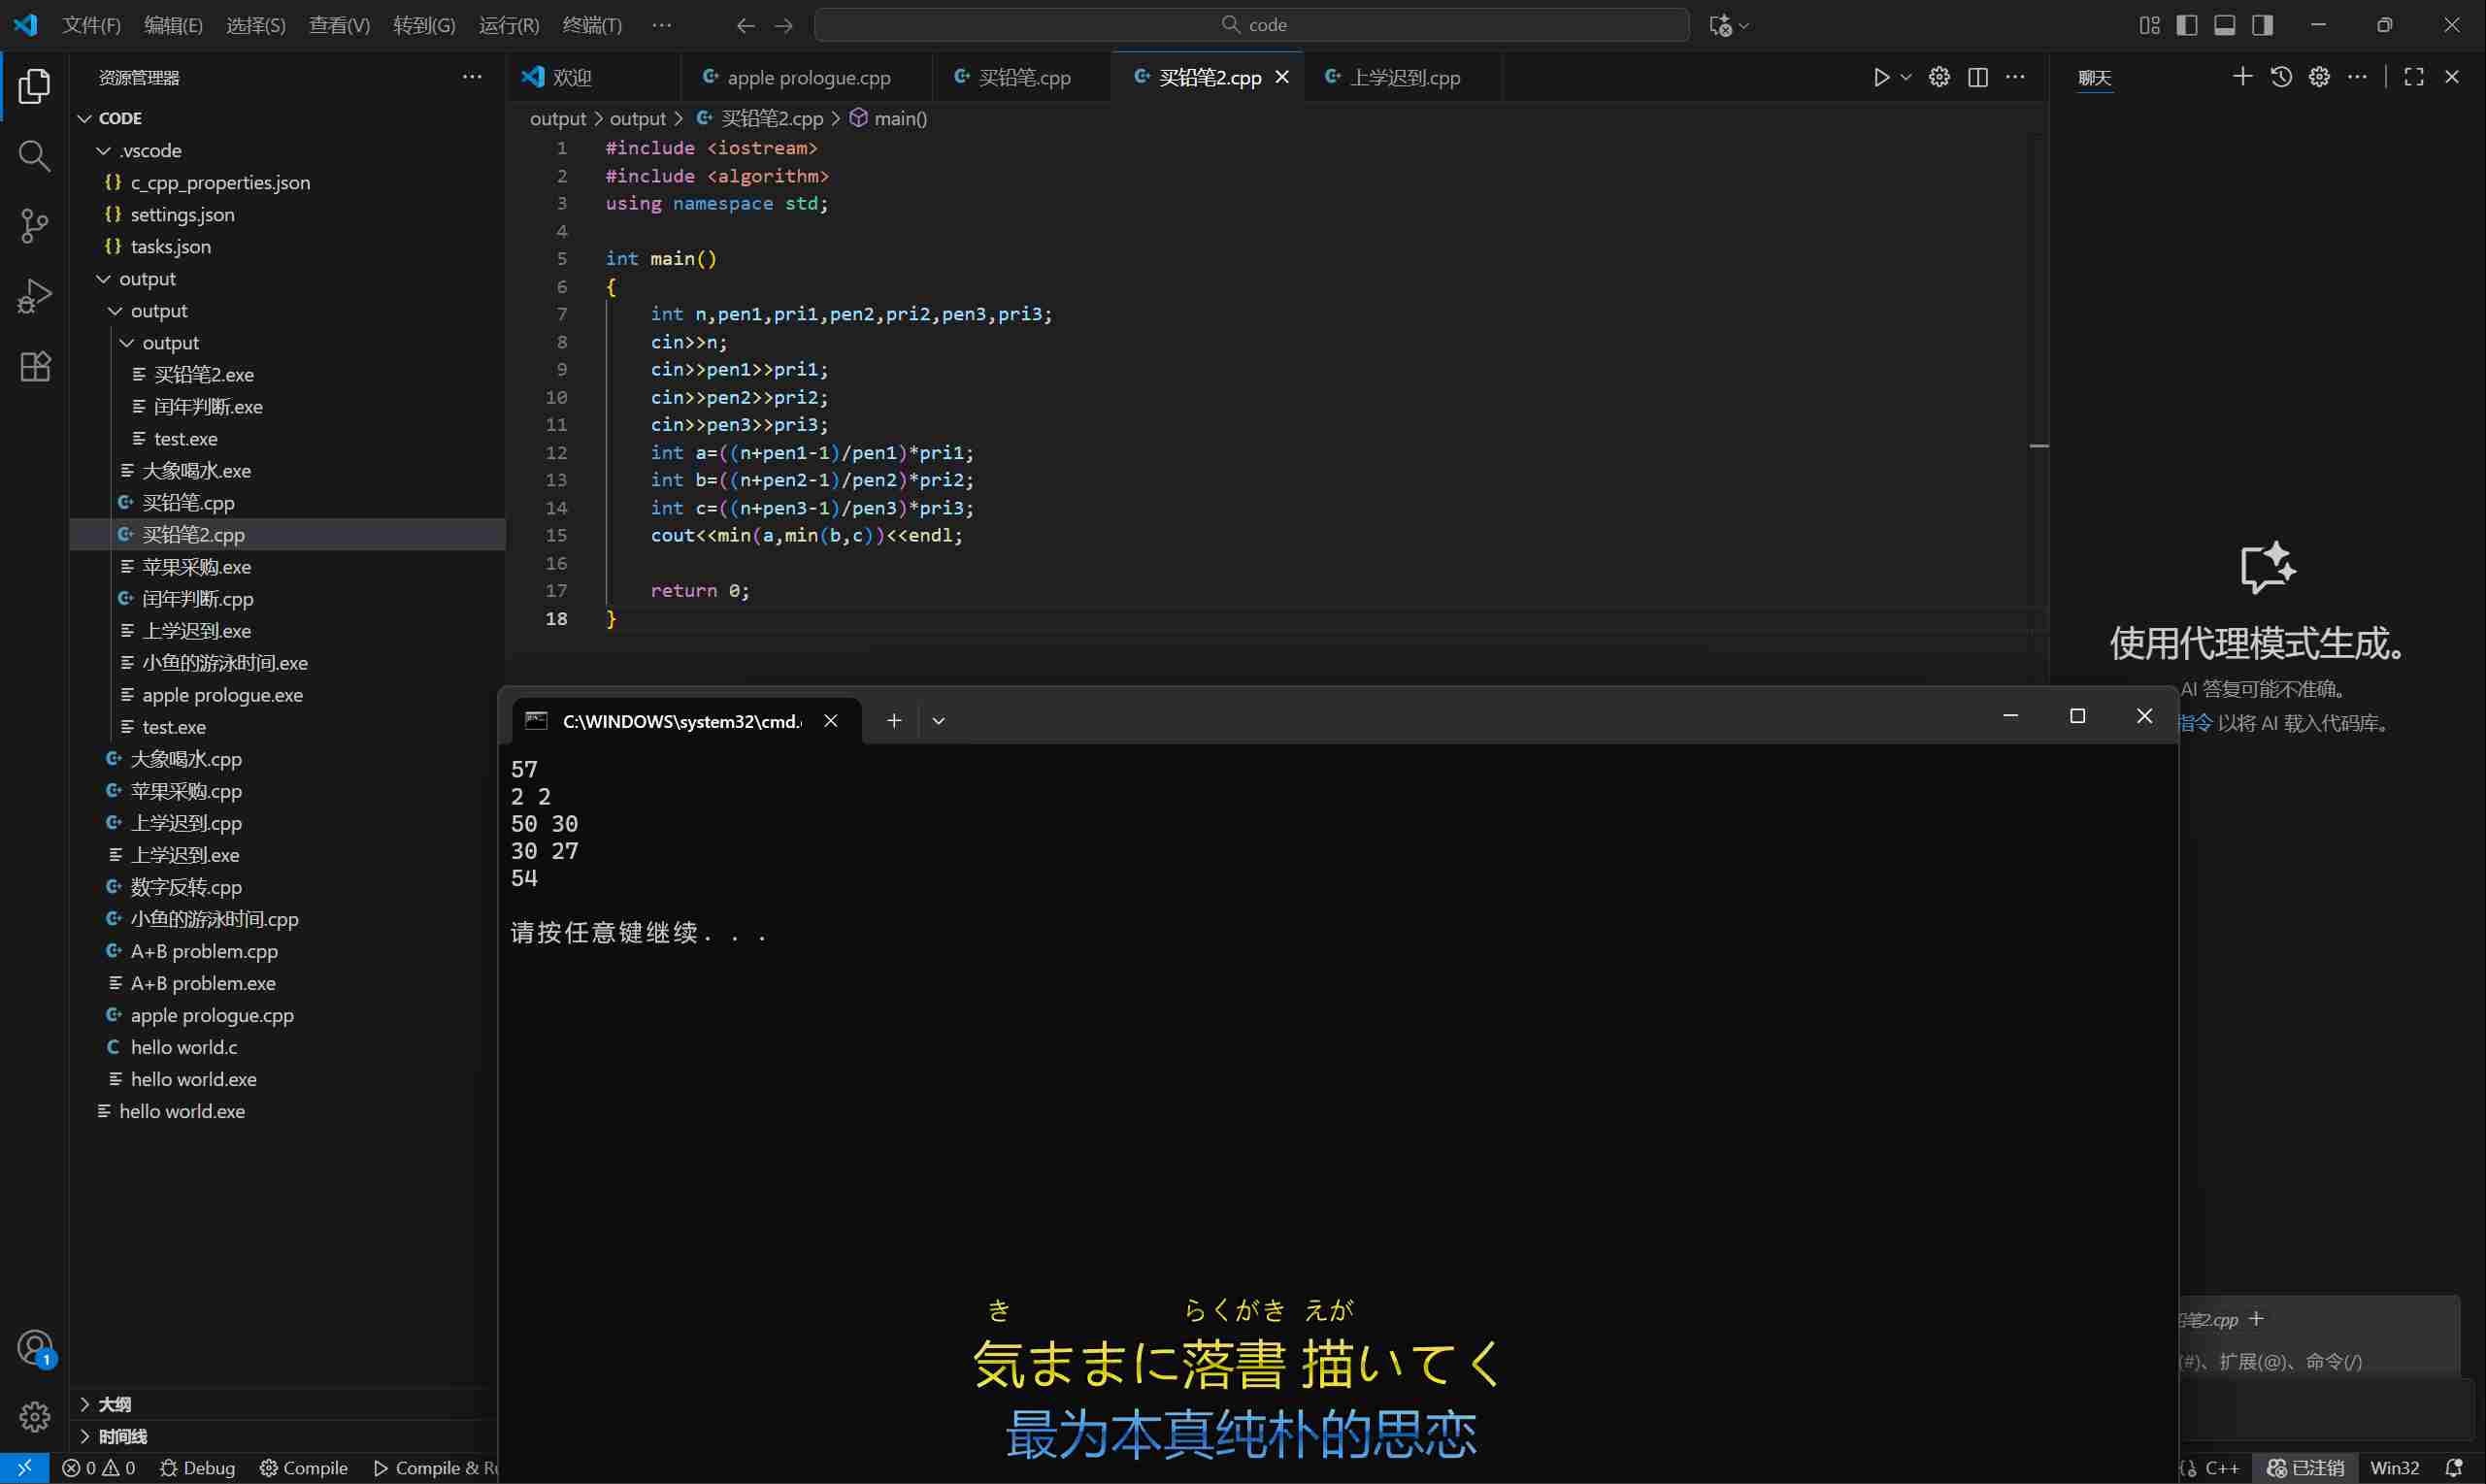 文件(F) 编辑(E) 选择(S) 查看(V) 转到(G) 运行(R) 终端(T) ··· code
资源管理器 ···
CODE
.vscode
{} c_cpp_properties.json
{} settings.json
{} tasks.json
output
output
output
买铅笔2.exe
闰年判断.exe
test.exe
大象喝水.exe
买铅笔.cpp
买铅笔2.cpp
苹果采购.exe
闰年判断.cpp
上学迟到.exe
小鱼的游泳时间.exe
apple prologue.exe
test.exe
大象喝水.cpp
苹果采购.cpp
上学迟到.cpp
上学迟到.exe
数字反转.cpp
小鱼的游泳时间.cpp
A+B problem.cpp
A+B problem.exe
apple prologue.cpp
C hello world.c
hello world.exe
hello world.exe
大纲
时间线
欢迎 apple prologue.cpp 买铅笔.cpp 买铅笔2.cpp 上学迟到.cpp
output > output > 买铅笔2.cpp > main()
1 #include <iostream>
2 #include <algorithm>
3 using namespace std;
4
5 int main()
6 {
7 int n,pen1,pri1,pen2,pri2,pen3,pri3;
8 cin>>n;
9 cin>>pen1>>pri1;
10 cin>>pen2>>pri2;
11 cin>>pen3>>pri3;
12 int a=((n+pen1-1)/pen1)*pri1;
13 int b=((n+pen2-1)/pen2)*pri2;
14 int c=((n+pen3-1)/pen3)*pri3;
15 cout<<min(a,min(b,c))<<endl;
16
17 return 0;
18 }
聊天
使用代理模式生成。
AI 答复可能不准确。
指令 以将 AI 载入代码库。
笔2.cpp +
(#)、扩展(@)、命令(/)
C:\WINDOWS\system32\cmd.
57
2 2
50 30
30 27
54
请按任意键继续. . .
き らくがき えが
気ままに落書 描いてく
最为本真纯朴的思恋
1
0 0 Debug Compile Compile & Ru
C++ 已注销 Win32